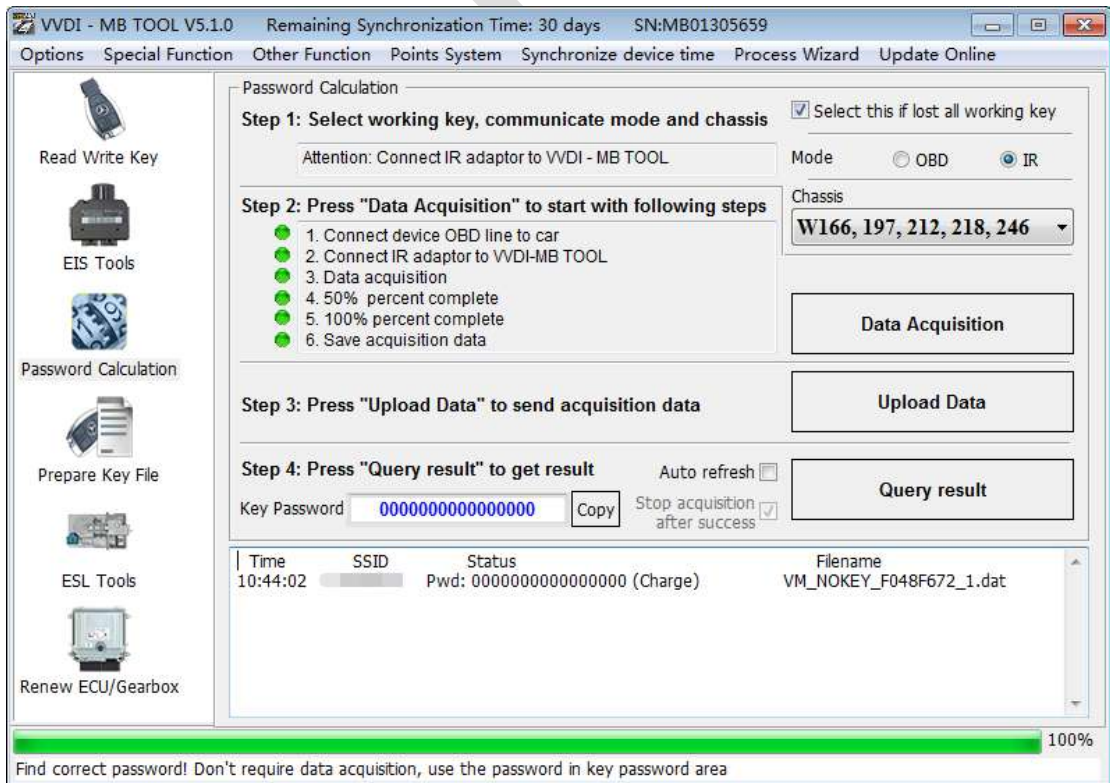 VVDI - MB TOOL V5.1.0 Remaining Synchronization Time: 30 days SN:MB01305659
Options Special Function Other Function Points System Synchronize device time Process Wizard Update Online
Read Write Key
EIS Tools
Password Calculation
Prepare Key File
ESL Tools
Renew ECU/Gearbox
Password Calculation
Step 1: Select working key, communicate mode and chassis
Select this if lost all working key
Attention: Connect IR adaptor to VVDI - MB TOOL
Mode OBD IR
Chassis
W166, 197, 212, 218, 246
Step 2: Press "Data Acquisition" to start with following steps
1. Connect device OBD line to car
2. Connect IR adaptor to VVDI-MB TOOL
3. Data acquisition
4. 50% percent complete
5. 100% percent complete
6. Save acquisition data
Data Acquisition
Step 3: Press "Upload Data" to send acquisition data
Upload Data
Step 4: Press "Query result" to get result
Auto refresh
Key Password 0000000000000000 Copy
Stop acquisition
after success
Query result
Time SSID Status Filename
10:44:02 Pwd: 0000000000000000 (Charge) VM_NOKEY_F048F672_1.dat
100%
Find correct password! Don't require data acquisition, use the password in key password area